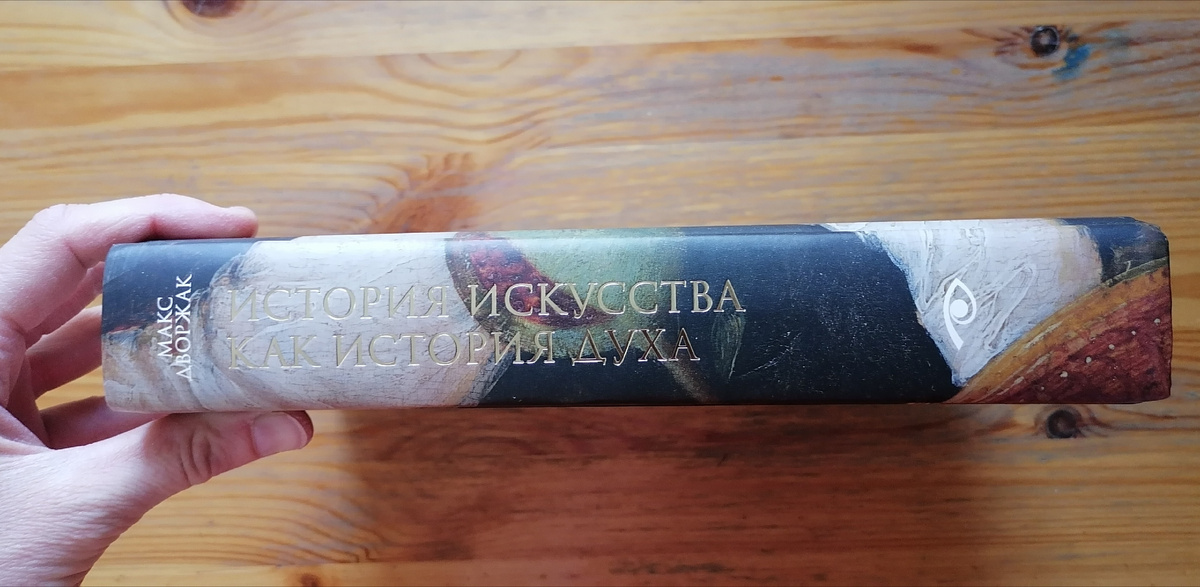 МАКС
ДВОРЖАК
ИСТОРИЯ ИСКУССТВА
КАК ИСТОРИЯ ДУХА